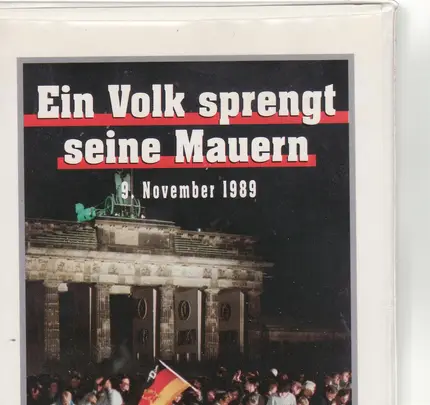 Ein Volk sprengt
seine Mauern
9. November 1989